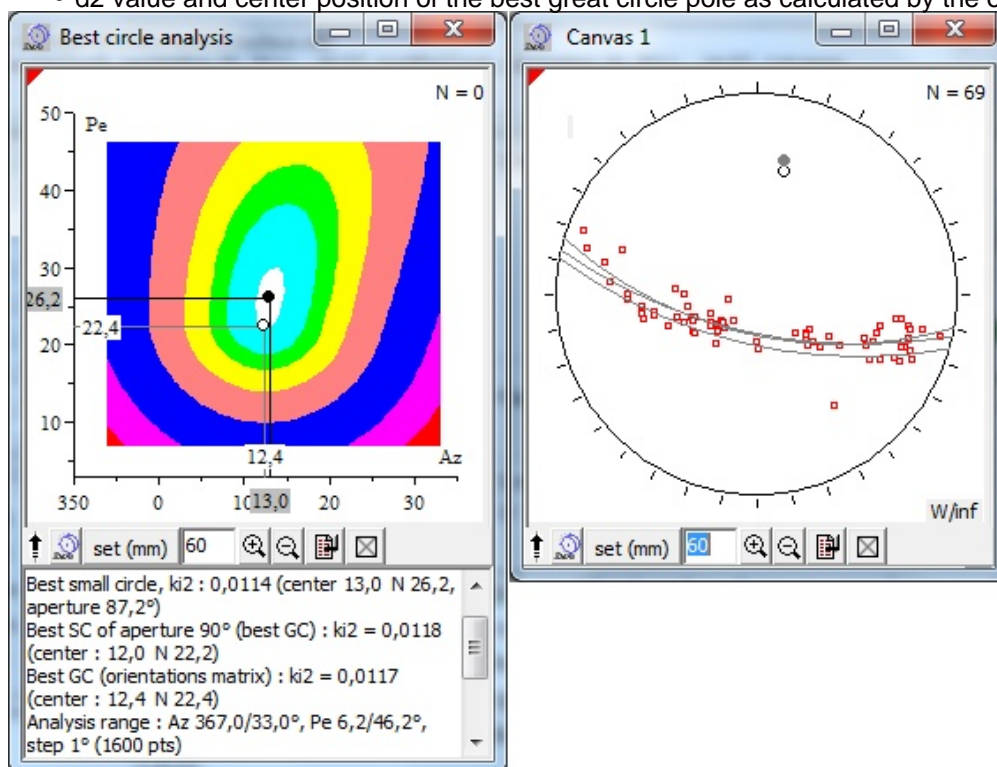 • d2 value and center position of the best great circle pole as calculated by the
Best circle analysis
N = 0
50
Pe
40
30
26,2
22,4
20
10
12,4
Az
350
0
10
13,0
20
30
set (mm) 60
Best small circle, ki2 : 0,0114 (center 13,0 N 26,2,
aperture 87,2°)
Best SC of aperture 90° (best GC) : ki2 = 0,0118
(center : 12,0 N 22,2)
Best GC (orientations matrix) : ki2 = 0,0117
(center : 12,4 N 22,4)
Analysis range : Az 367,0/33,0°, Pe 6,2/46,2°,
step 1° (1600 pts)
Canvas 1
N = 69
W/inf
set (mm) 60